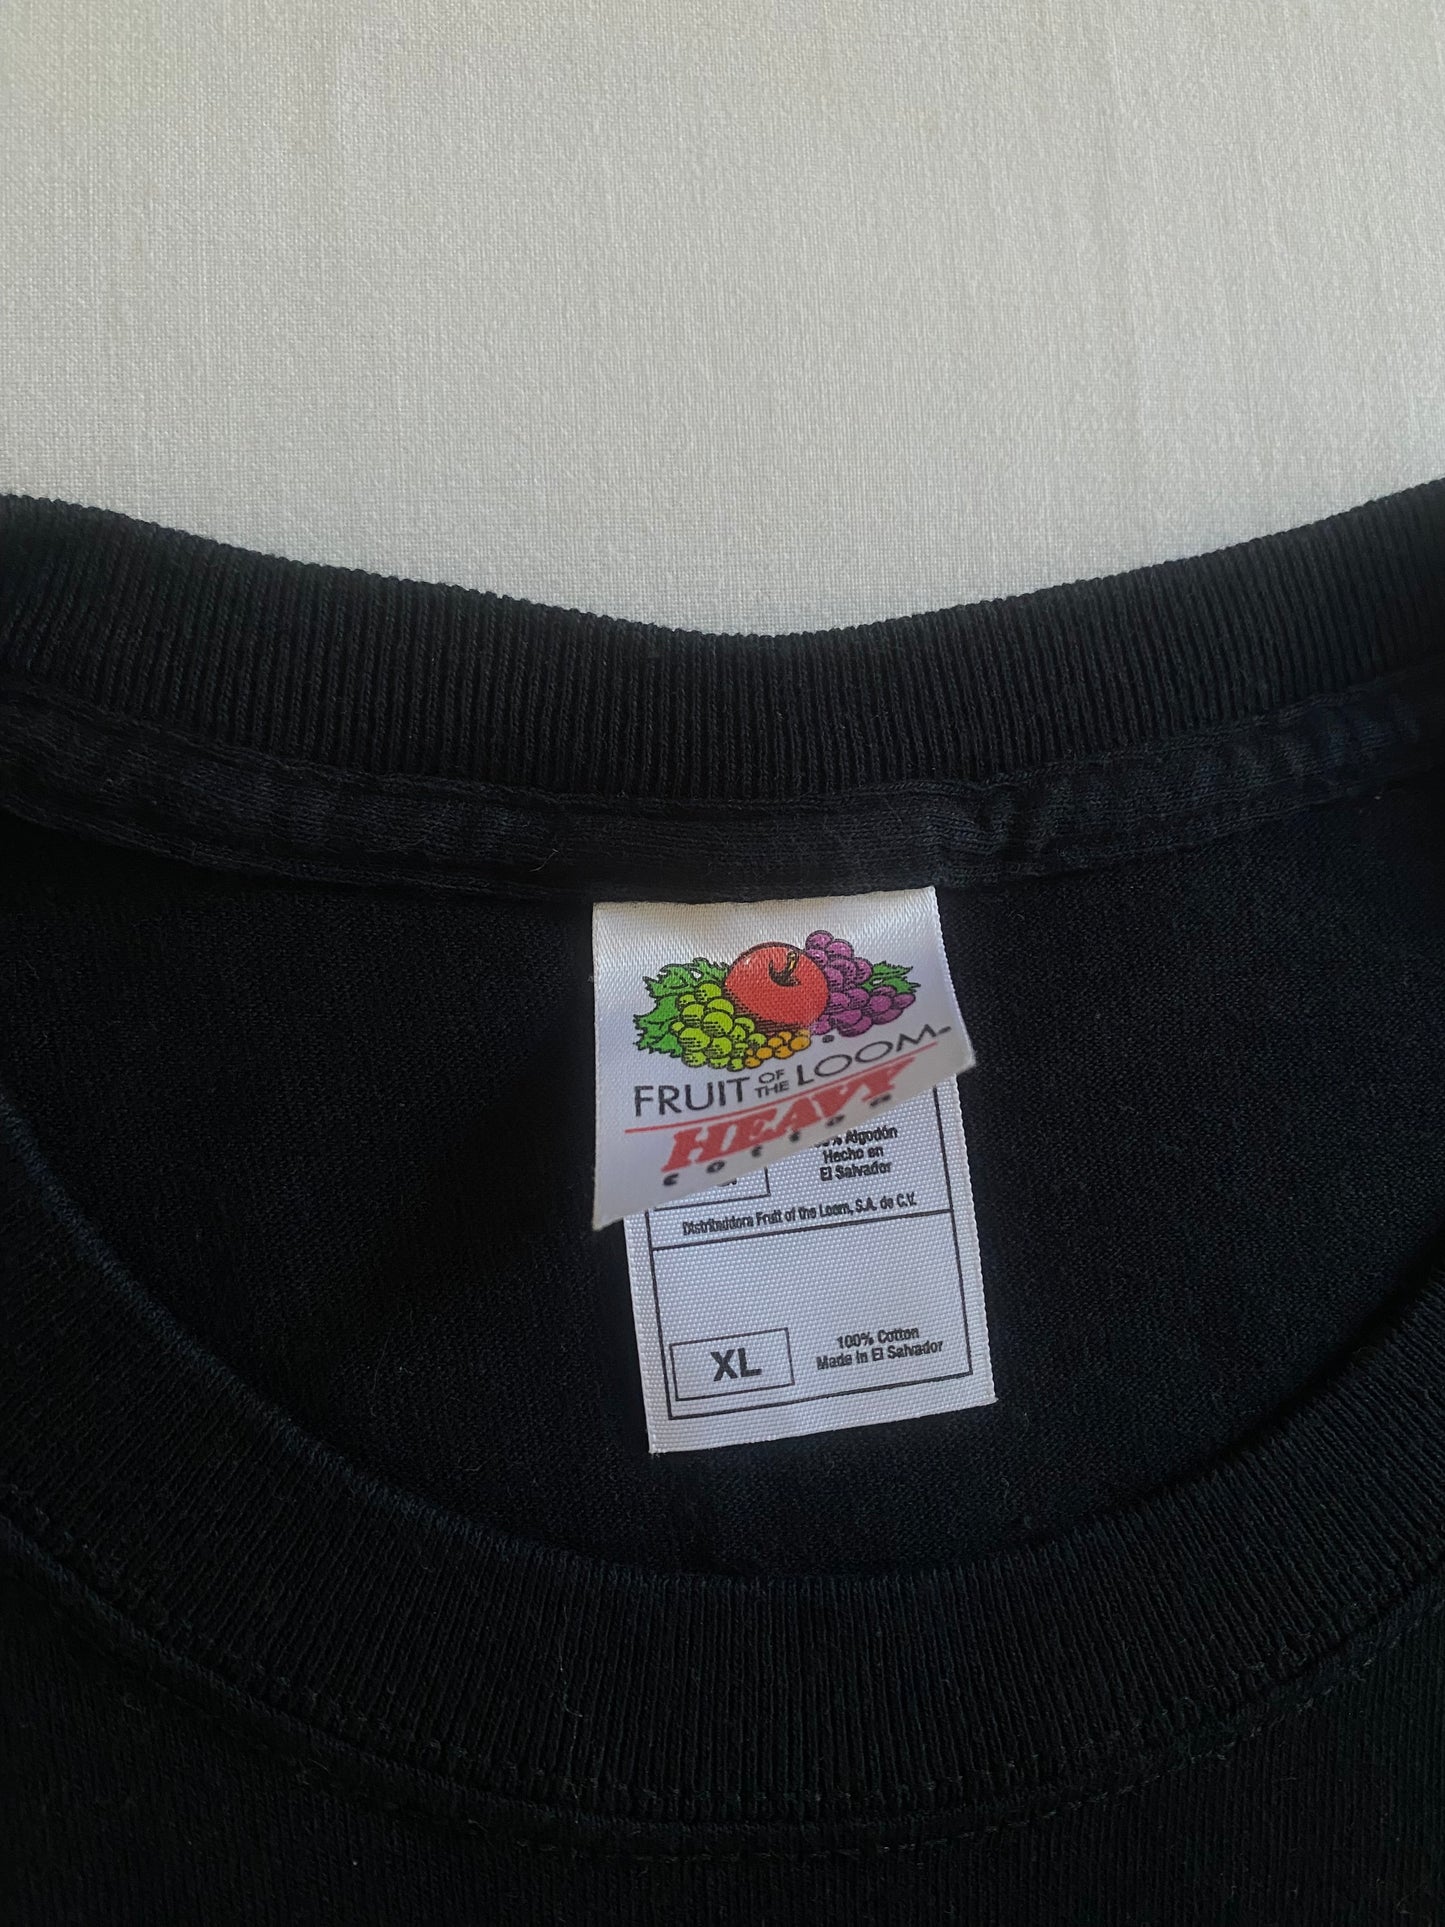 FRUIT OF THE LOOM
HEAVY
cotton
Algodón
Hecho en
El Salvador
Distribuidora Fruit of the Loom, S.A. de C.V.
XL
100% Cotton
Made in El Salvador